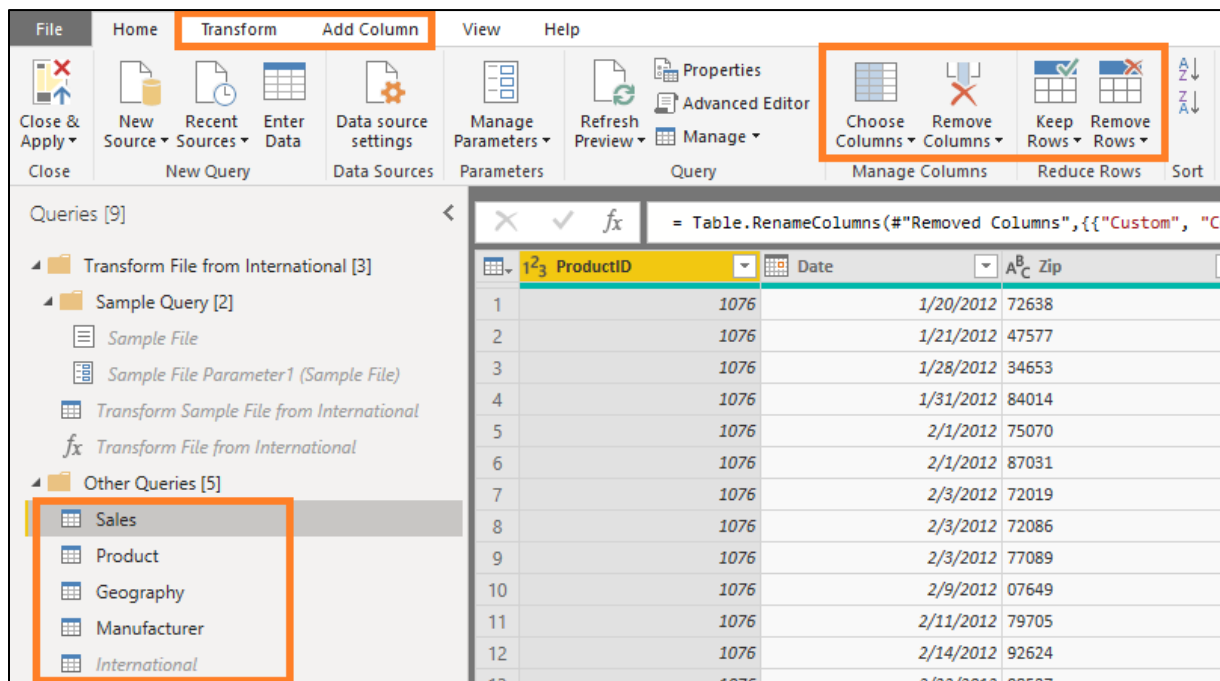 File Home Transform Add Column View Help
Close & Apply
New Source
Recent Sources
Enter Data
Data source settings
Manage Parameters
Refresh Preview
Properties
Advanced Editor
Manage
Choose Columns
Remove Columns
Keep Rows
Remove Rows
Close New Query Data Sources Parameters Query Manage Columns Reduce Rows Sort
Queries [9]
fx = Table.RenameColumns(#"Removed Columns",{{"Custom", "C
Transform File from International [3]
Sample Query [2]
Sample File
Sample File Parameter1 (Sample File)
Transform Sample File from International
fx Transform File from International
Other Queries [5]
Sales
Product
Geography
Manufacturer
International
123 ProductID Date ABC Zip
1 1076 1/20/2012 72638
2 1076 1/21/2012 47577
3 1076 1/28/2012 34653
4 1076 1/31/2012 84014
5 1076 2/1/2012 75070
6 1076 2/1/2012 87031
7 1076 2/3/2012 72019
8 1076 2/3/2012 72086
9 1076 2/3/2012 77089
10 1076 2/9/2012 07649
11 1076 2/11/2012 79705
12 1076 2/14/2012 92624